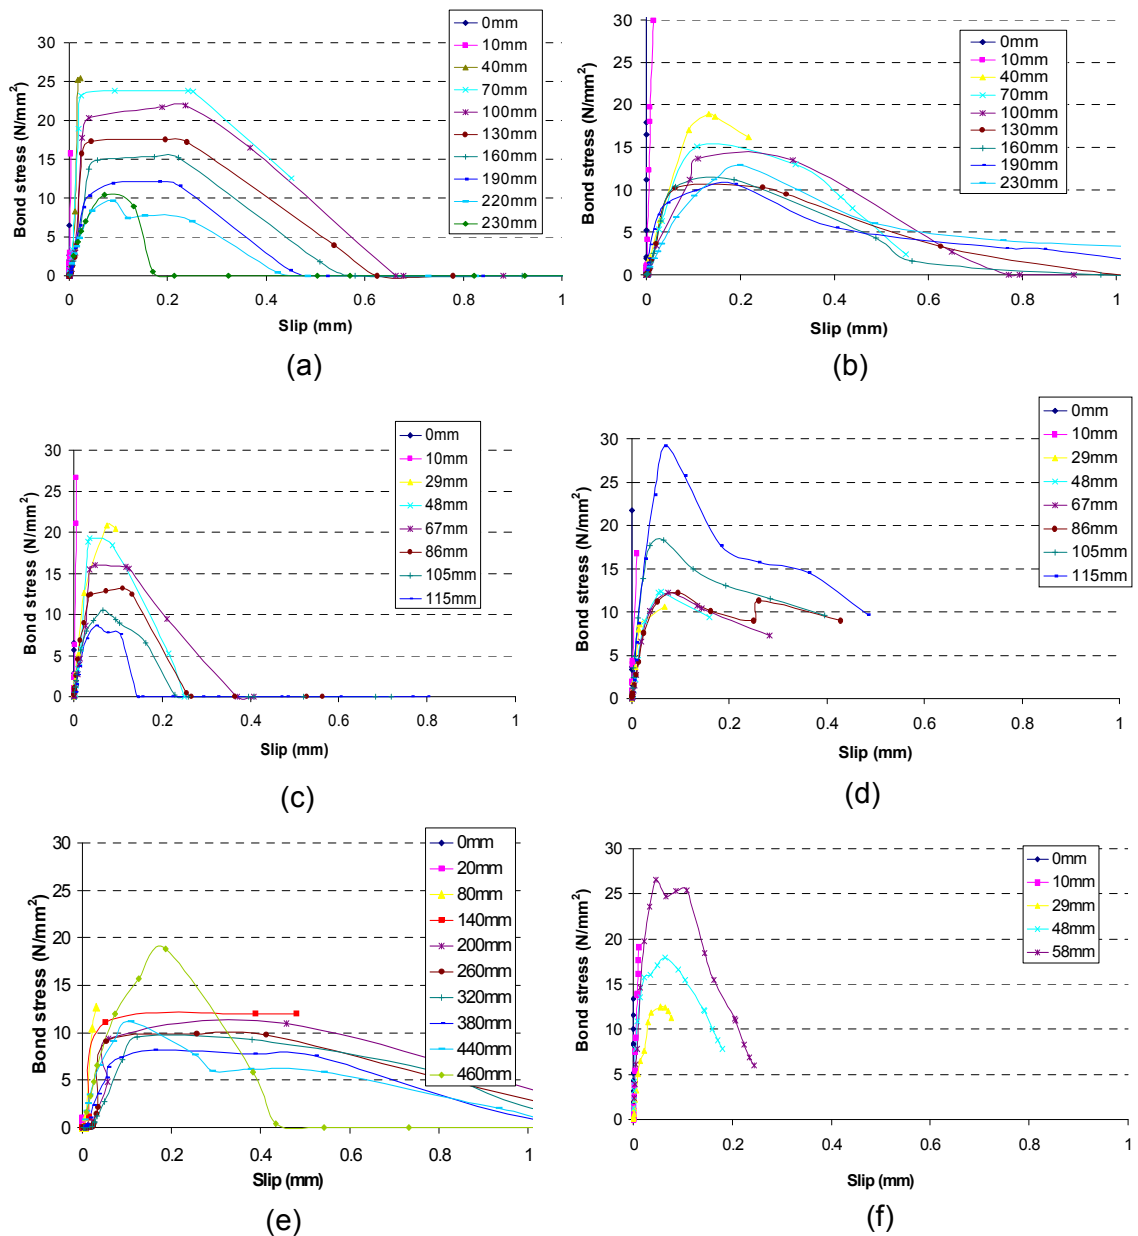 (a)
Bond stress (N/mm²)
30
25
20
15
10
5
0
0 0.2 0.4 0.6 0.8 1
Slip (mm)
0mm
10mm
40mm
70mm
100mm
130mm
160mm
190mm
220mm
230mm
(b)
Bond stress (N/mm²)
30
25
20
15
10
5
0
0 0.2 0.4 0.6 0.8 1
Slip (mm)
0mm
10mm
40mm
70mm
100mm
130mm
160mm
190mm
230mm
(c)
Bond stress (N/mm²)
30
25
20
15
10
5
0
0 0.2 0.4 0.6 0.8 1
Slip (mm)
0mm
10mm
29mm
48mm
67mm
86mm
105mm
115mm
(d)
Bond stress (N/mm²)
30
25
20
15
10
5
0
0 0.2 0.4 0.6 0.8 1
Slip (mm)
0mm
10mm
29mm
48mm
67mm
86mm
105mm
115mm
(e)
Bond stress (N/mm²)
30
25
20
15
10
5
0
0 0.2 0.4 0.6 0.8 1
Slip (mm)
0mm
20mm
80mm
140mm
200mm
260mm
320mm
380mm
440mm
460mm
(f)
Bond stress (N/mm²)
30
25
20
15
10
5
0
0 0.2 0.4 0.6 0.8 1
Slip (mm)
0mm
10mm
29mm
48mm
58mm